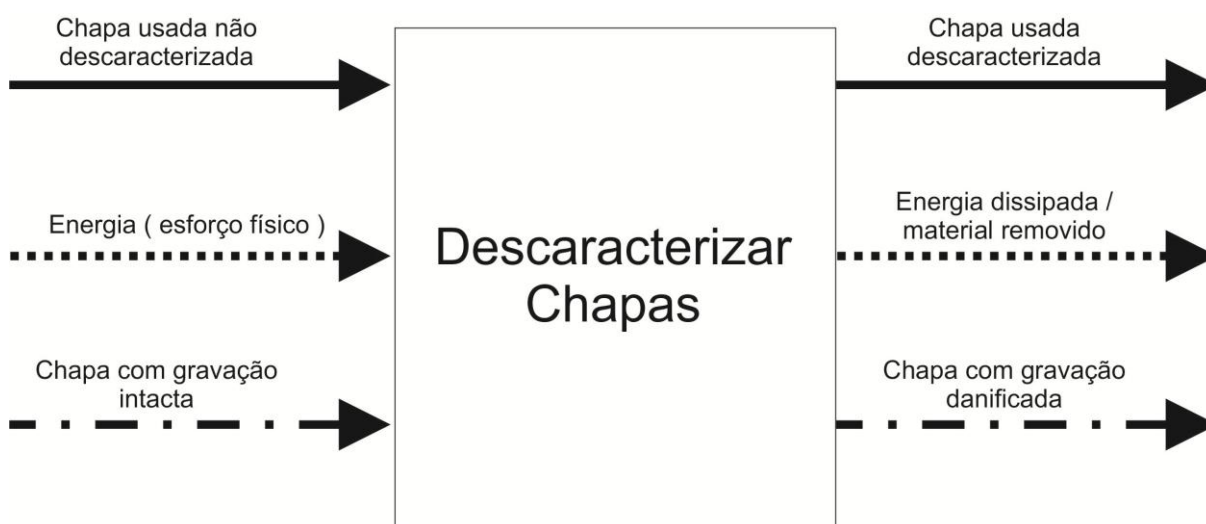 Chapa usada não
descaracterizada
Chapa usada
descaracterizada
Energia ( esforço físico )
Descaracterizar
Chapas
Energia dissipada /
material removido
Chapa com gravação
intacta
Chapa com gravação
danificada